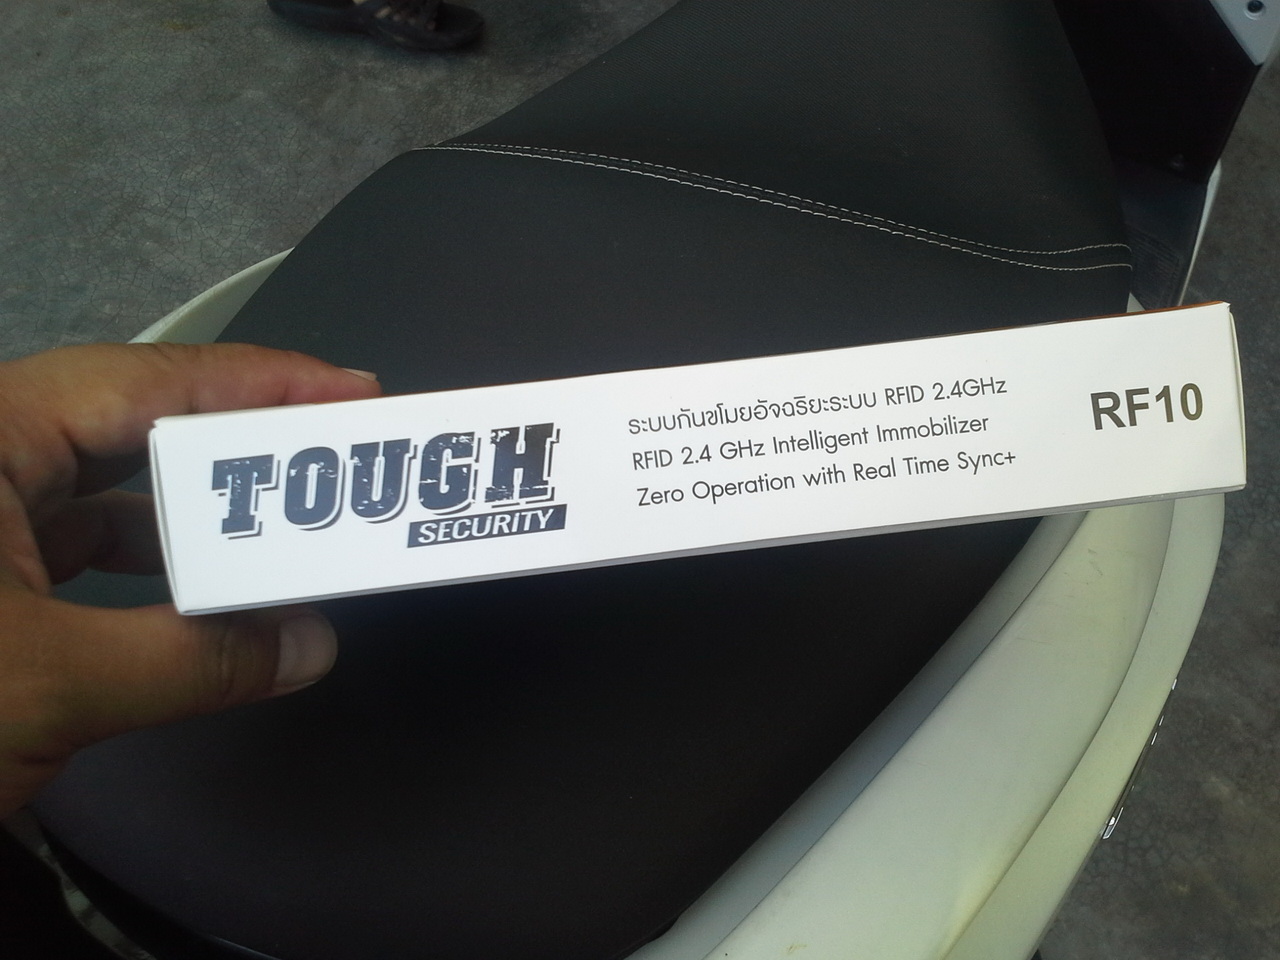 TOUGH
SECURITY
ระบบกันขโมยอัจฉริยะระบบ RFID 2.4GHz
RFID 2.4 GHz Intelligent Immobilizer
Zero Operation with Real Time Sync+
RF10